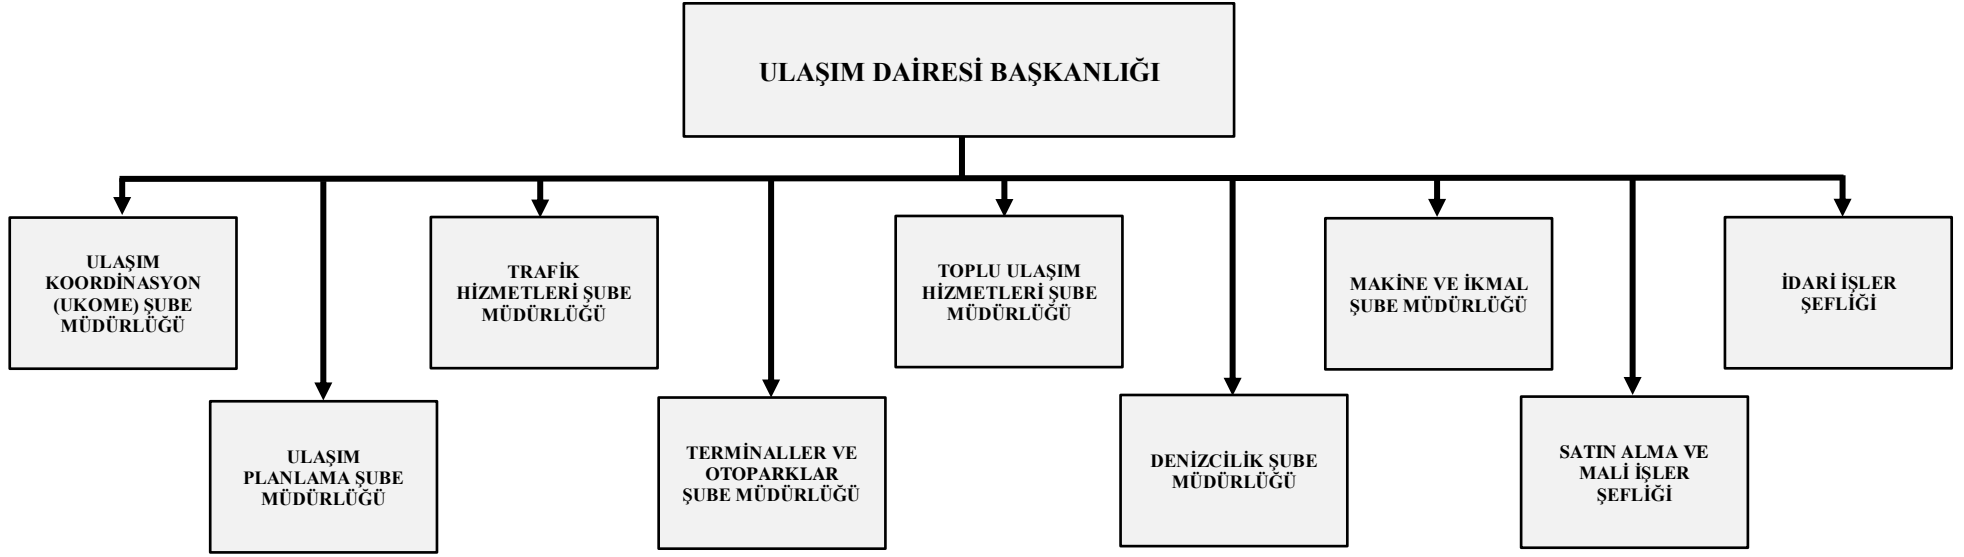 ULAŞIM DAİRESİ BAŞKANLIĞI
ULAŞIM
KOORDİNASYON
(UKOME) ŞUBE
MÜDÜRLÜĞÜ
TRAFİK
HİZMETLERİ ŞUBE
MÜDÜRLÜĞÜ
TOPLU ULAŞIM
HİZMETLERİ ŞUBE
MÜDÜRLÜĞÜ
MAKİNE VE İKMAL
ŞUBE MÜDÜRLÜĞÜ
İDARİ İŞLER
ŞEFLİĞİ
ULAŞIM
PLANLAMA ŞUBE
MÜDÜRLÜĞÜ
TERMİNALLER VE
OTOPARKLAR
ŞUBE MÜDÜRLÜĞÜ
DENİZCİLİK ŞUBE
MÜDÜRLÜĞÜ
SATIN ALMA VE
MALİ İŞLER
ŞEFLİĞİ